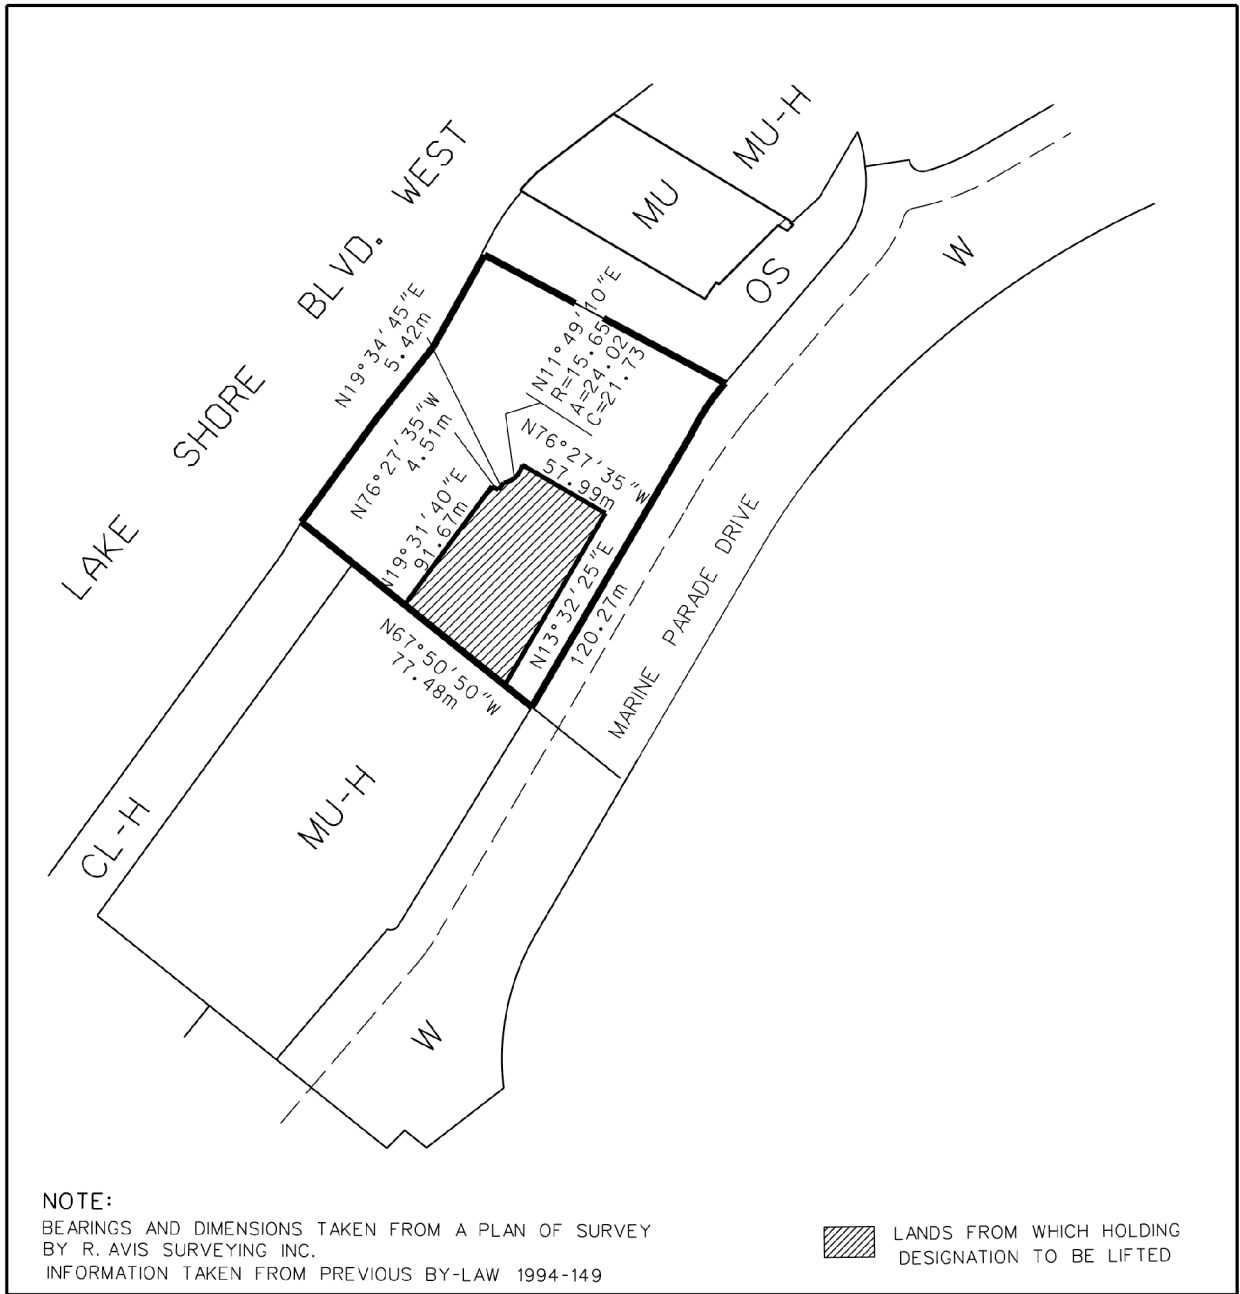 LAKE SHORE BLVD. WEST
MU-H
MU
OS
W
N19°34'45"E
5.42m
N11°49'10"E
R=15.65
A=24.02
C=21.73
N76°27'35"W
4.51m
N76°27'35"W
57.99m
N19°31'40"E
91.67m
N13°32'25"E
120.27m
N67°50'50"W
77.48m
MARINE PARADE DRIVE
MU-H
CL-H
W
NOTE:
BEARINGS AND DIMENSIONS TAKEN FROM A PLAN OF SURVEY
BY R. AVIS SURVEYING INC.
INFORMATION TAKEN FROM PREVIOUS BY-LAW 1994-149
LANDS FROM WHICH HOLDING
DESIGNATION TO BE LIFTED